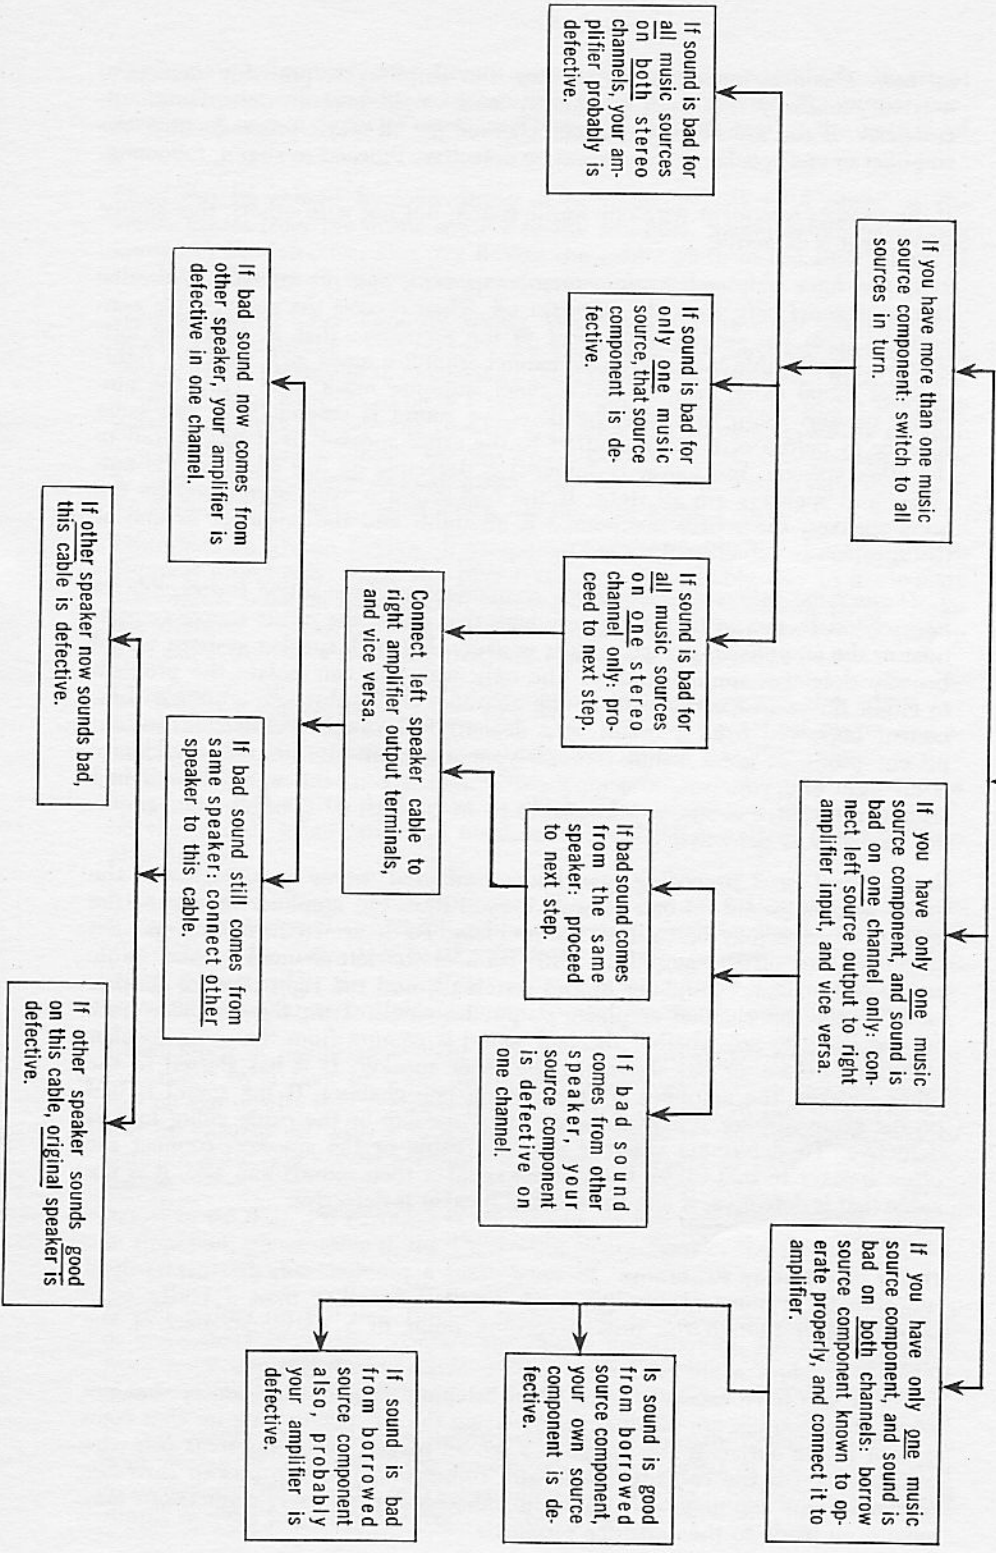 If you have more than one music
source component: switch to all
sources in turn.
If you have only one music
source component, and sound is
bad on one channel only: con-
nect left source output to right
amplifier input, and vice versa.
If you have only one music
source component, and sound is
bad on both channels: borrow
source component known to op-
erate properly, and connect it to
amplifier.
If sound is bad for
all music sources
on both stereo
channels, your am-
plifier probably is
defective.
If sound is bad for
only one music
source, that source
component is de-
fective.
If sound is bad for
all music sources
on one stereo
channel only: pro-
ceed to next step.
If bad sound comes
from the same
speaker: proceed
to next step.
If bad sound
comes from other
speaker, your
source component
is defective on
one channel.
Is sound is good
from borrowed
source component,
your own source
component is de-
fective.
If sound is bad
from borrowed
source component
also, probably
your amplifier is
defective.
Connect left speaker cable to
right amplifier output terminals,
and vice versa.
If bad sound now comes from
other speaker, your amplifier is
defective in one channel.
If bad sound still comes from
same speaker: connect other
speaker to this cable.
If other speaker now sounds bad,
this cable is defective.
If other speaker sounds good
on this cable, original speaker is
defective.